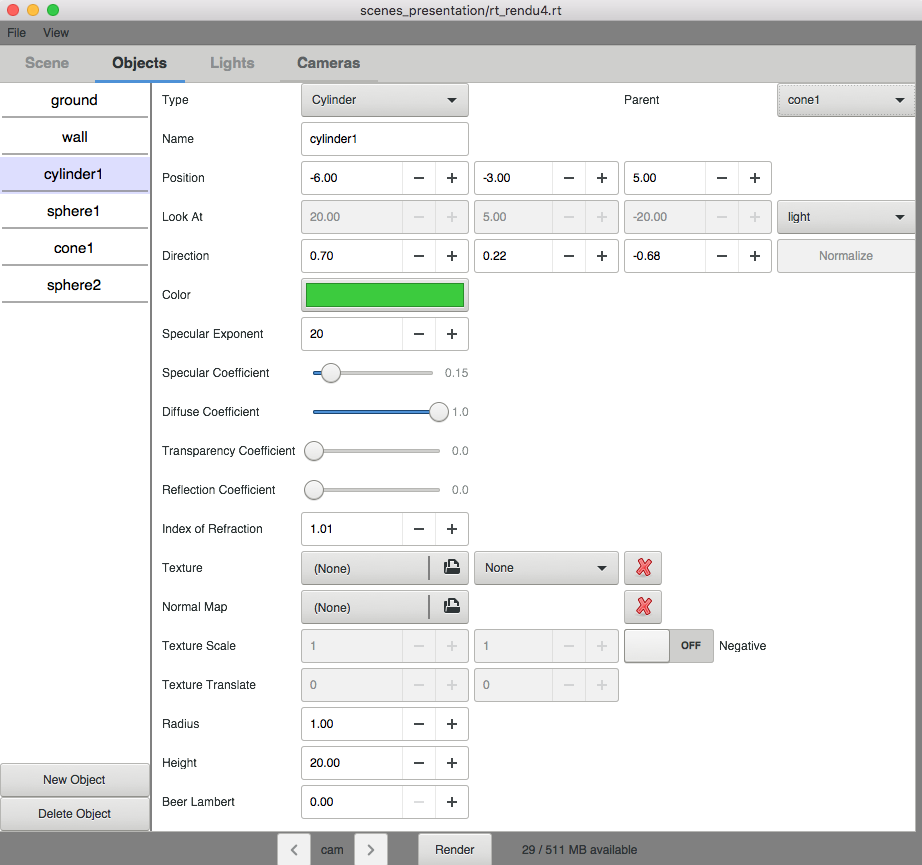 scenes_presentation/rt_rendu4.rt
File View
Scene Objects Lights Cameras
ground
wall
cylinder1
sphere1
cone1
sphere2
New Object
Delete Object
Type Cylinder Parent cone1
Name cylinder1
Position -6.00 − + -3.00 − + 5.00 − +
Look At 20.00 − + 5.00 − + -20.00 − + light
Direction 0.70 − + 0.22 − + -0.68 − + Normalize
Color
Specular Exponent 20 − +
Specular Coefficient 0.15
Diffuse Coefficient 1.0
Transparency Coefficient 0.0
Reflection Coefficient 0.0
Index of Refraction 1.01 − +
Texture (None) None
Normal Map (None)
Texture Scale 1 − + 1 − + OFF Negative
Texture Translate 0 − + 0 − +
Radius 1.00 − +
Height 20.00 − +
Beer Lambert 0.00 − +
< cam > Render 29 / 511 MB available